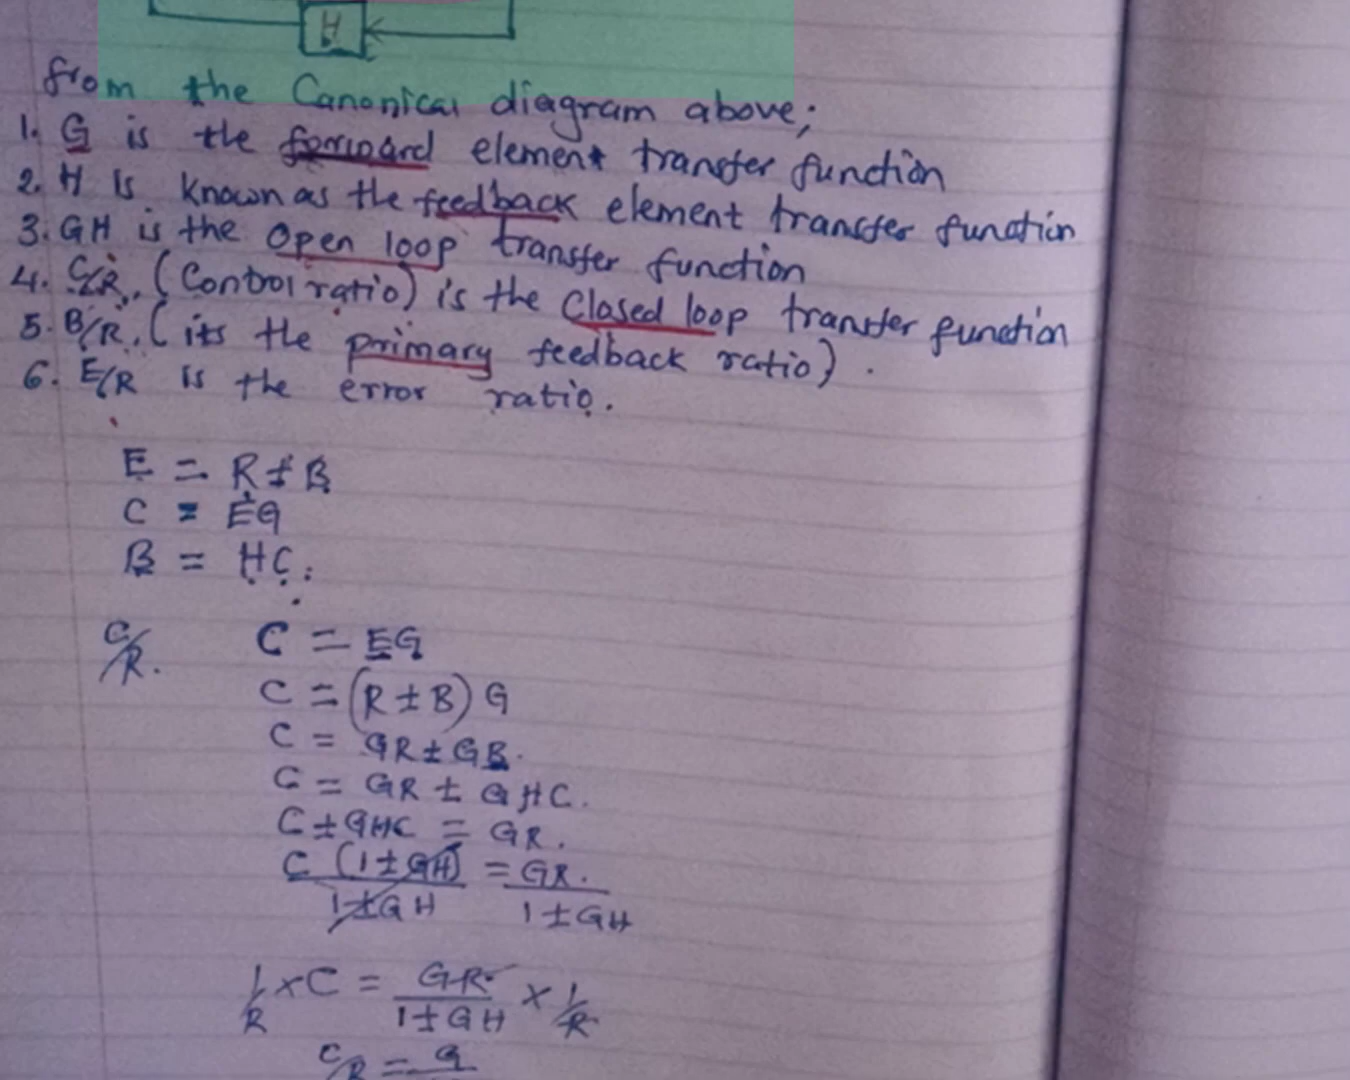 H
from the Canonical diagram above;
1. G is the forward element transfer function
2. H is known as the feedback element transfer function
3. GH is the open loop transfer function
4. C/R, (Control ratio) is the Closed loop transfer function
5. B/R, (its the primary feedback ratio).
6. E/R is the error ratio.
E = R ± B
C = EG
B = HC.
C/R. C = EG
C = (R ± B) G
C = GR ± GB.
C = GR ± GHC.
C ± GHC = GR.
C (1 ± GH) = GR.
1 ± GH 1 ± GH
1/R × C = GR/1 ± GH × 1/R
C/R = G